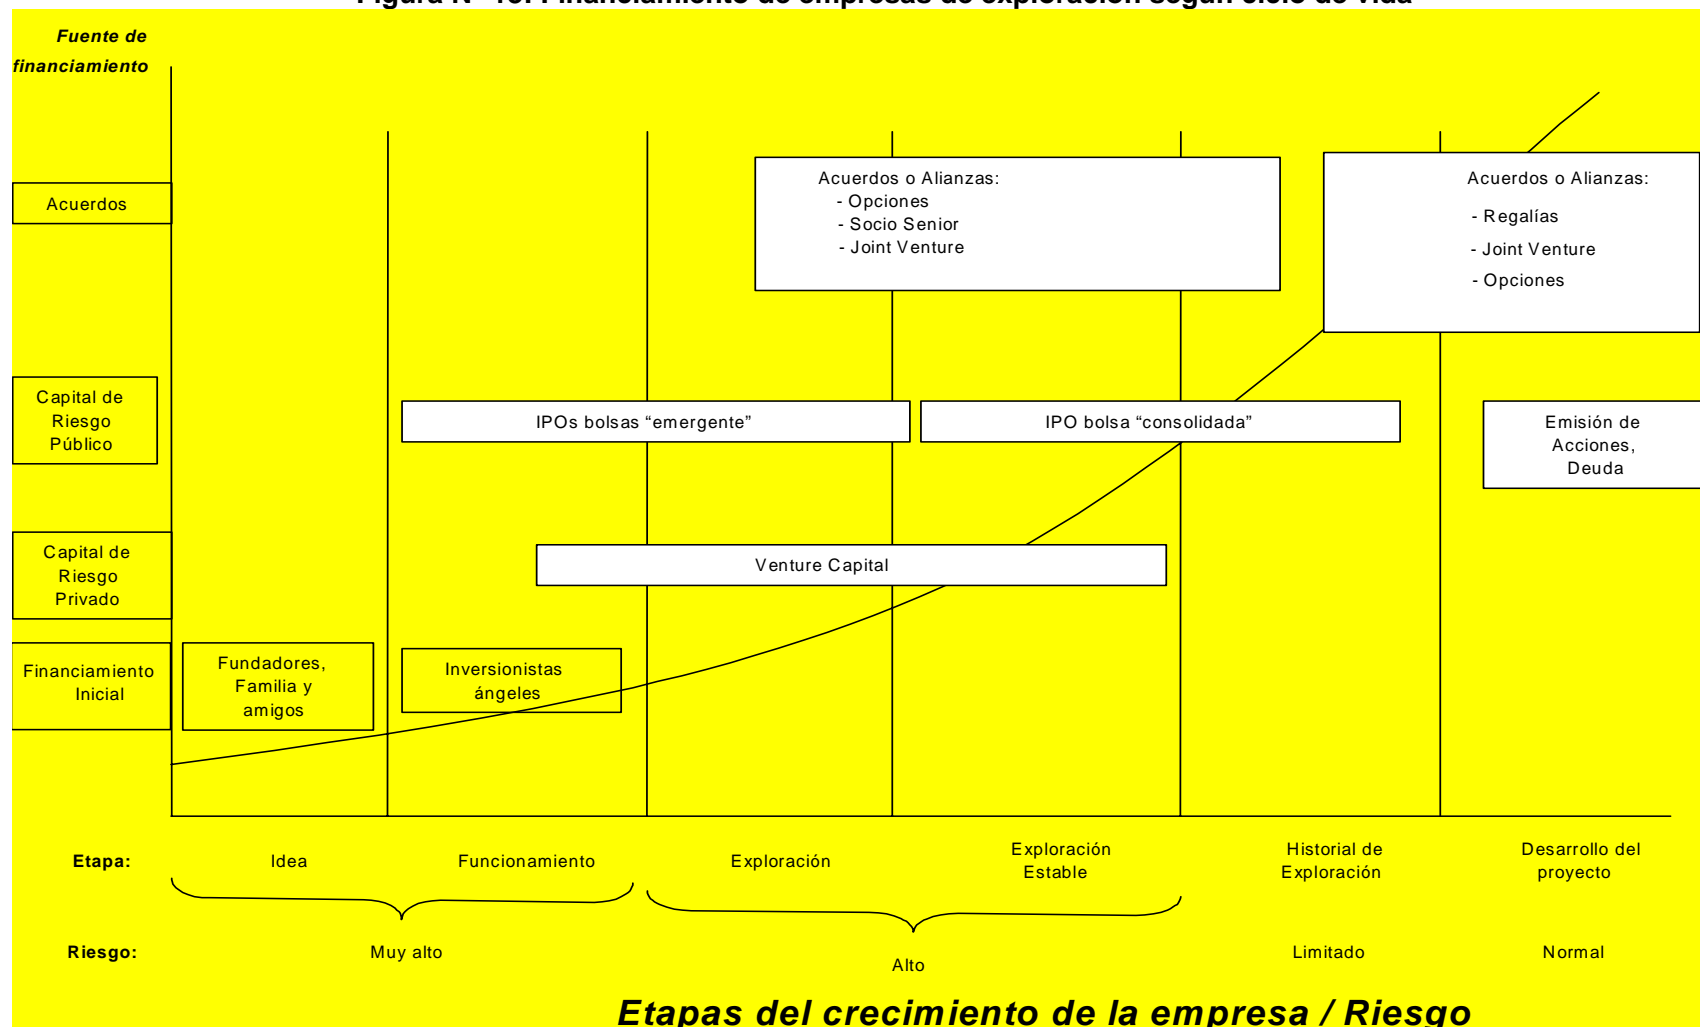 Fuente de
financiamiento
Acuerdos
Acuerdos o Alianzas:
- Opciones
- Socio Senior
- Joint Venture
Acuerdos o Alianzas:
- Regalías
- Joint Venture
- Opciones
Capital de
Riesgo
Público
IPOs bolsas “emergente”
IPO bolsa “consolidada”
Emisión de
Acciones,
Deuda
Capital de
Riesgo
Privado
Venture Capital
Financiamiento
Inicial
Fundadores,
Familia y
amigos
Inversionistas
ángeles
Etapa:
Idea
Funcionamiento
Exploración
Exploración
Estable
Historial de
Exploración
Desarrollo del
proyecto
Riesgo:
Muy alto
Alto
Limitado
Normal
Etapas del crecimiento de la empresa / Riesgo